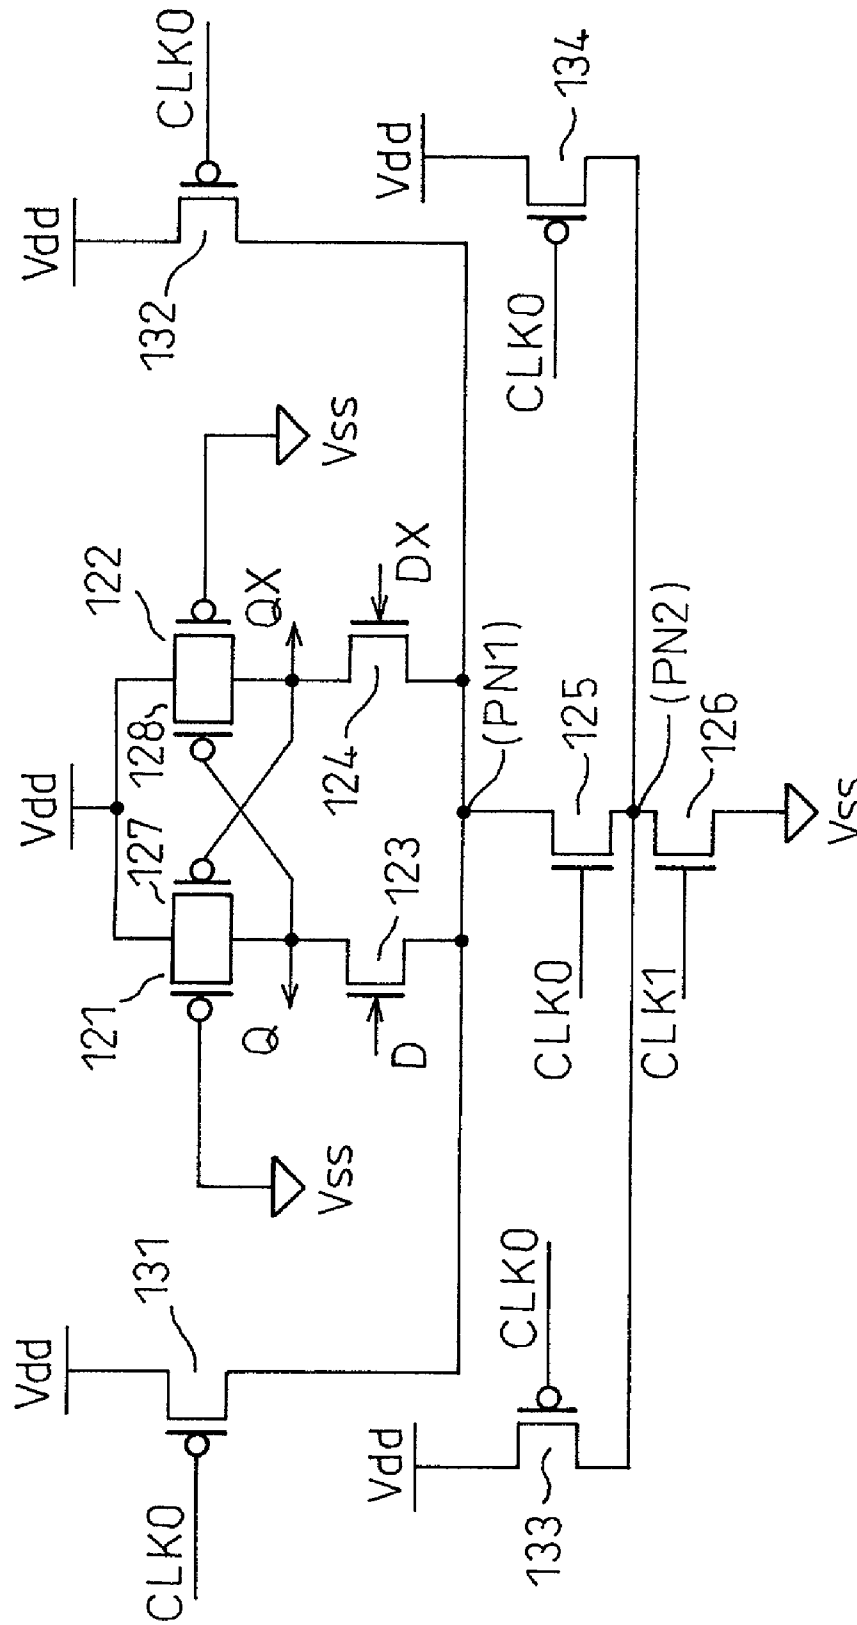 Vdd
CLK0
131
Vss
121
127
Vdd
128
122
Vss
Vdd
132
CLK0
Q
QX
D
123
124
DX
(PN1)
Vdd
CLK0
133
CLK0
125
CLK0
Vdd
134
CLK1
(PN2)
126
Vss